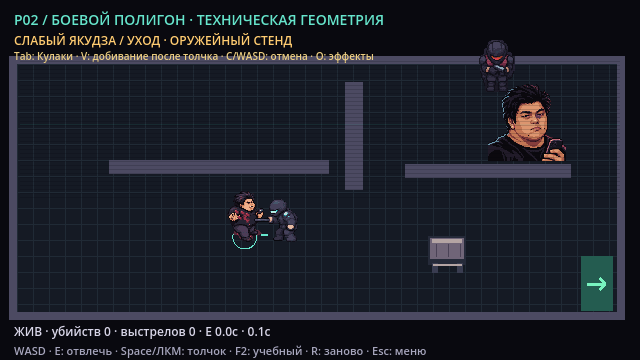 P02 / БОЕВОЙ ПОЛИГОН · ТЕХНИЧЕСКАЯ ГЕОМЕТРИЯ
СЛАБЫЙ ЯКУДЗА / УХОД · ОРУЖЕЙНЫЙ СТЕНД
Tab: Кулаки · V: добивание после толчка · C/WASD: отмена · O: эффекты
→
ЖИВ · убийств 0 · выстрелов 0 · E 0.0с · 0.1с
WASD · E: отвлечь · Space/ЛКМ: толчок · F2: учебный · R: заново · Esc: меню